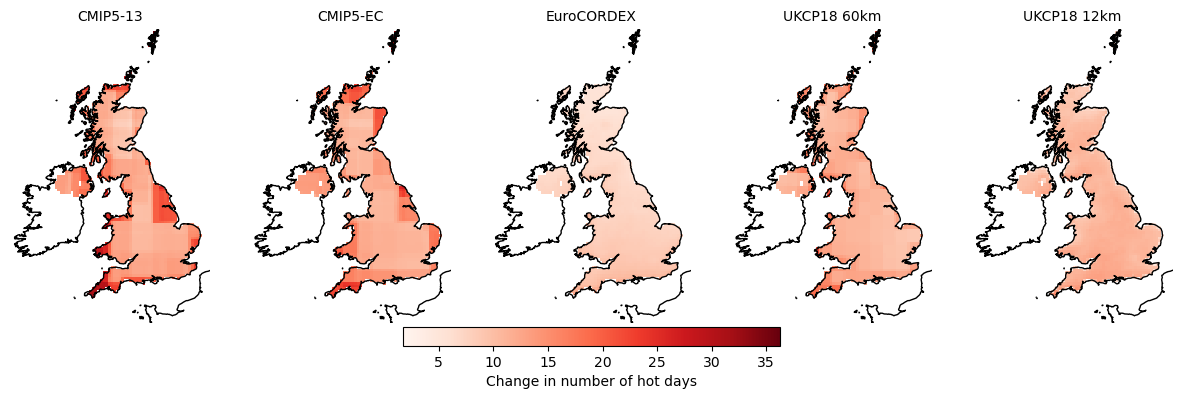 CMIP5-13 CMIP5-EC EuroCORDEX UKCP18 60km UKCP18 12km
5 10 15 20 25 30 35
Change in number of hot days